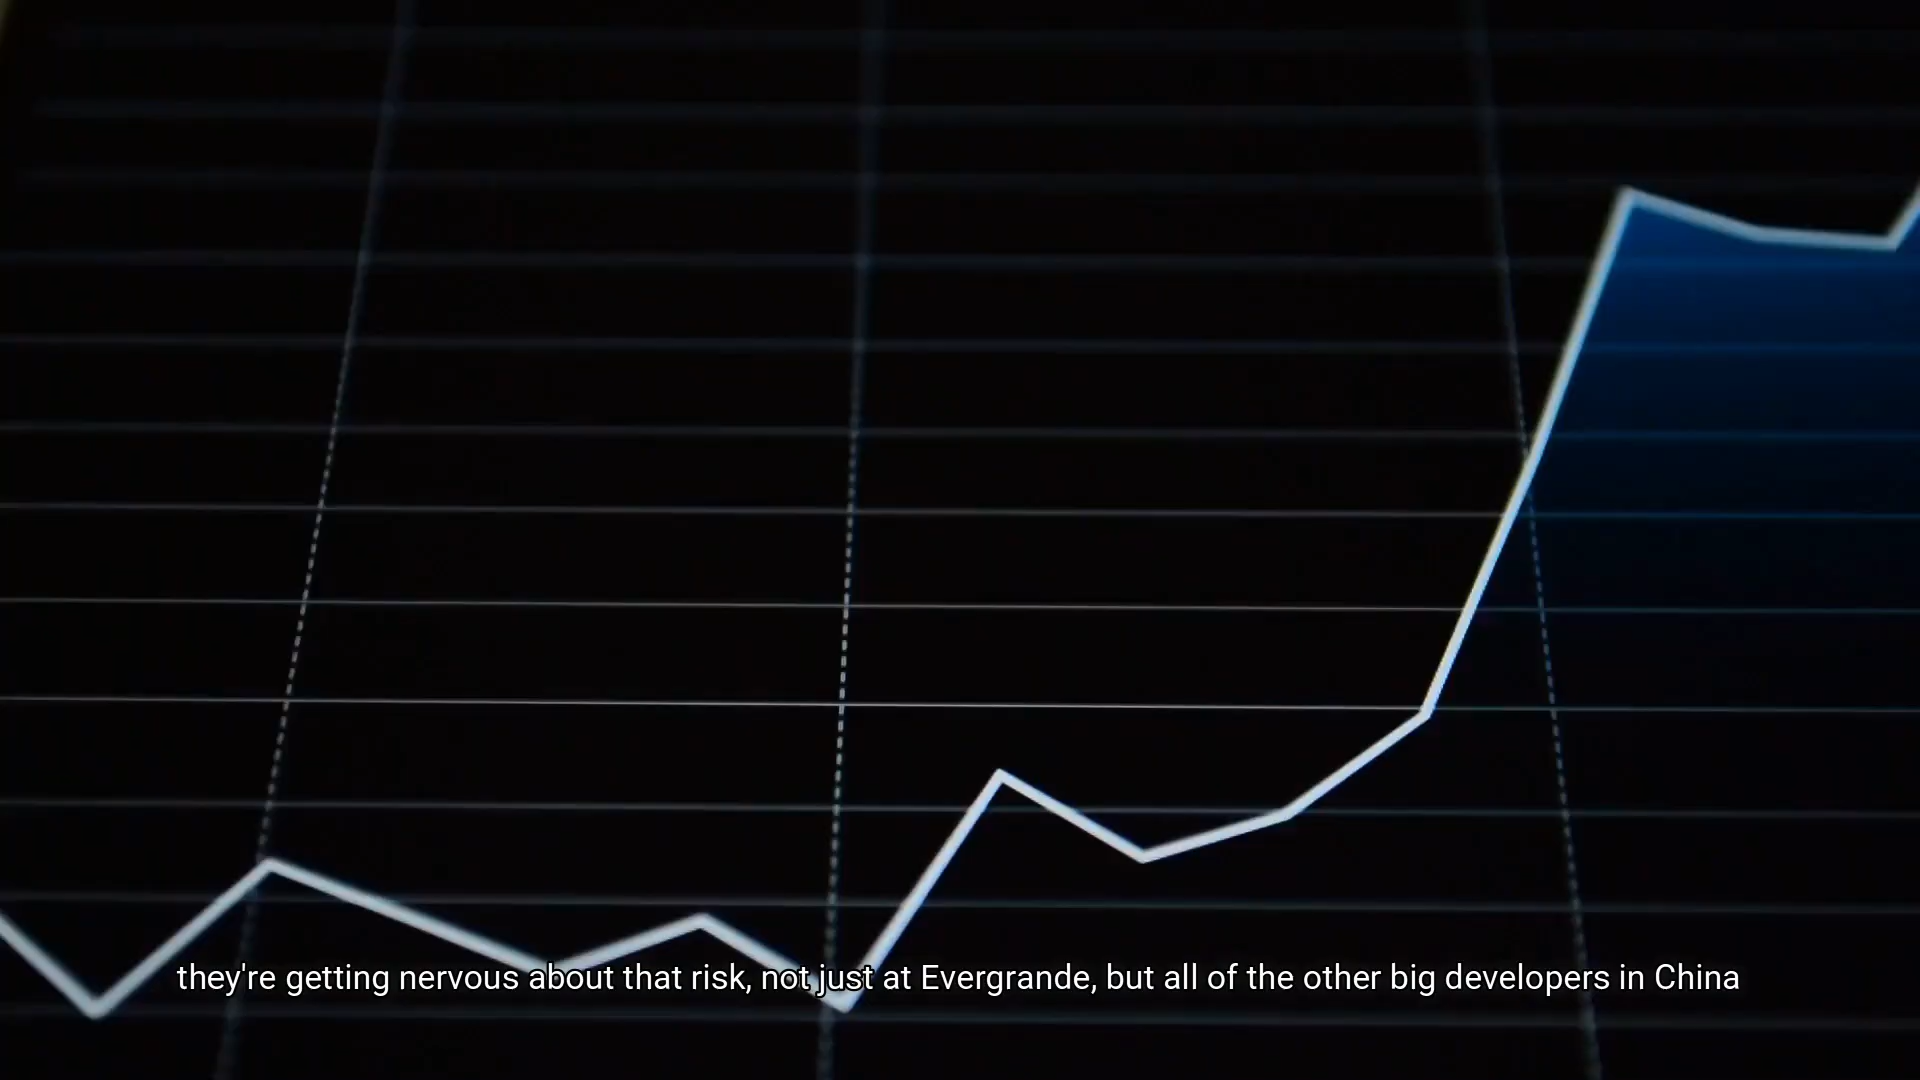 they're getting nervous about that risk, not just at Evergrande, but all of the other big developers in China